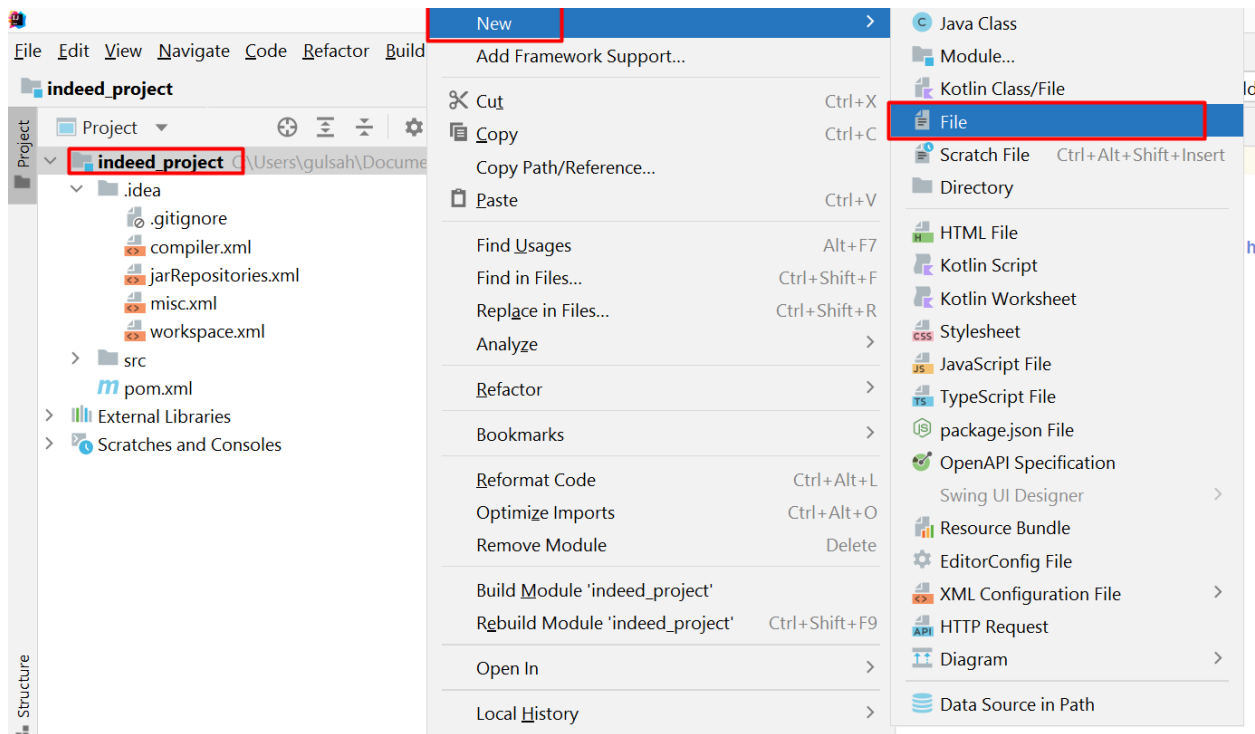 File Edit View Navigate Code Refactor Build
indeed_project
Project
Project
indeed_project C:\Users\gulsah\Docume
.idea
.gitignore
compiler.xml
jarRepositories.xml
misc.xml
workspace.xml
src
pom.xml
External Libraries
Scratches and Consoles
Structure
New
Add Framework Support...
Cut Ctrl+X
Copy Ctrl+C
Copy Path/Reference...
Paste Ctrl+V
Find Usages Alt+F7
Find in Files... Ctrl+Shift+F
Replace in Files... Ctrl+Shift+R
Analyze
Refactor
Bookmarks
Reformat Code Ctrl+Alt+L
Optimize Imports Ctrl+Alt+O
Remove Module Delete
Build Module 'indeed_project'
Rebuild Module 'indeed_project' Ctrl+Shift+F9
Open In
Local History
Java Class
Module...
Kotlin Class/File
File
Scratch File Ctrl+Alt+Shift+Insert
Directory
HTML File
Kotlin Script
Kotlin Worksheet
Stylesheet
JavaScript File
TypeScript File
package.json File
OpenAPI Specification
Swing UI Designer
Resource Bundle
EditorConfig File
XML Configuration File
HTTP Request
Diagram
Data Source in Path